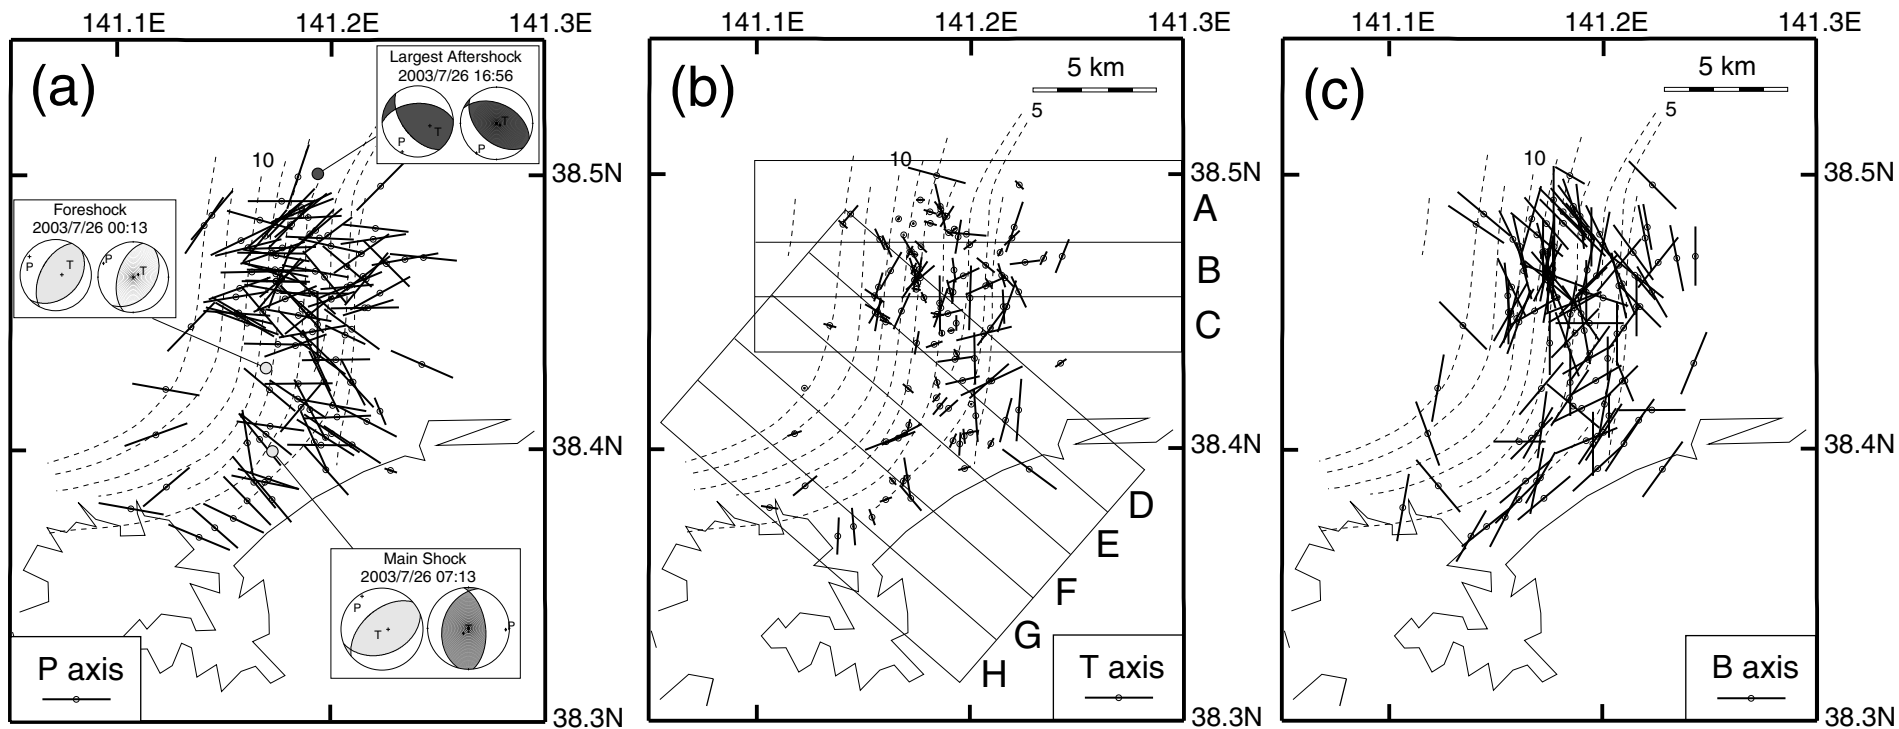 141.1E 141.2E 141.3E
141.1E 141.2E 141.3E
141.1E 141.2E 141.3E
(a)
Largest Aftershock
2003/7/26 16:56
T
P
T
P
10
Foreshock
2003/7/26 00:13
P
T
P
T
Main Shock
2003/7/26 07:13
P
T
T
P
P axis
38.5N
38.4N
38.3N
(b)
5 km
5
10
A
B
C
D
E
F
G
H
T axis
38.5N
38.4N
38.3N
(c)
5 km
5
10
B axis
38.5N
38.4N
38.3N